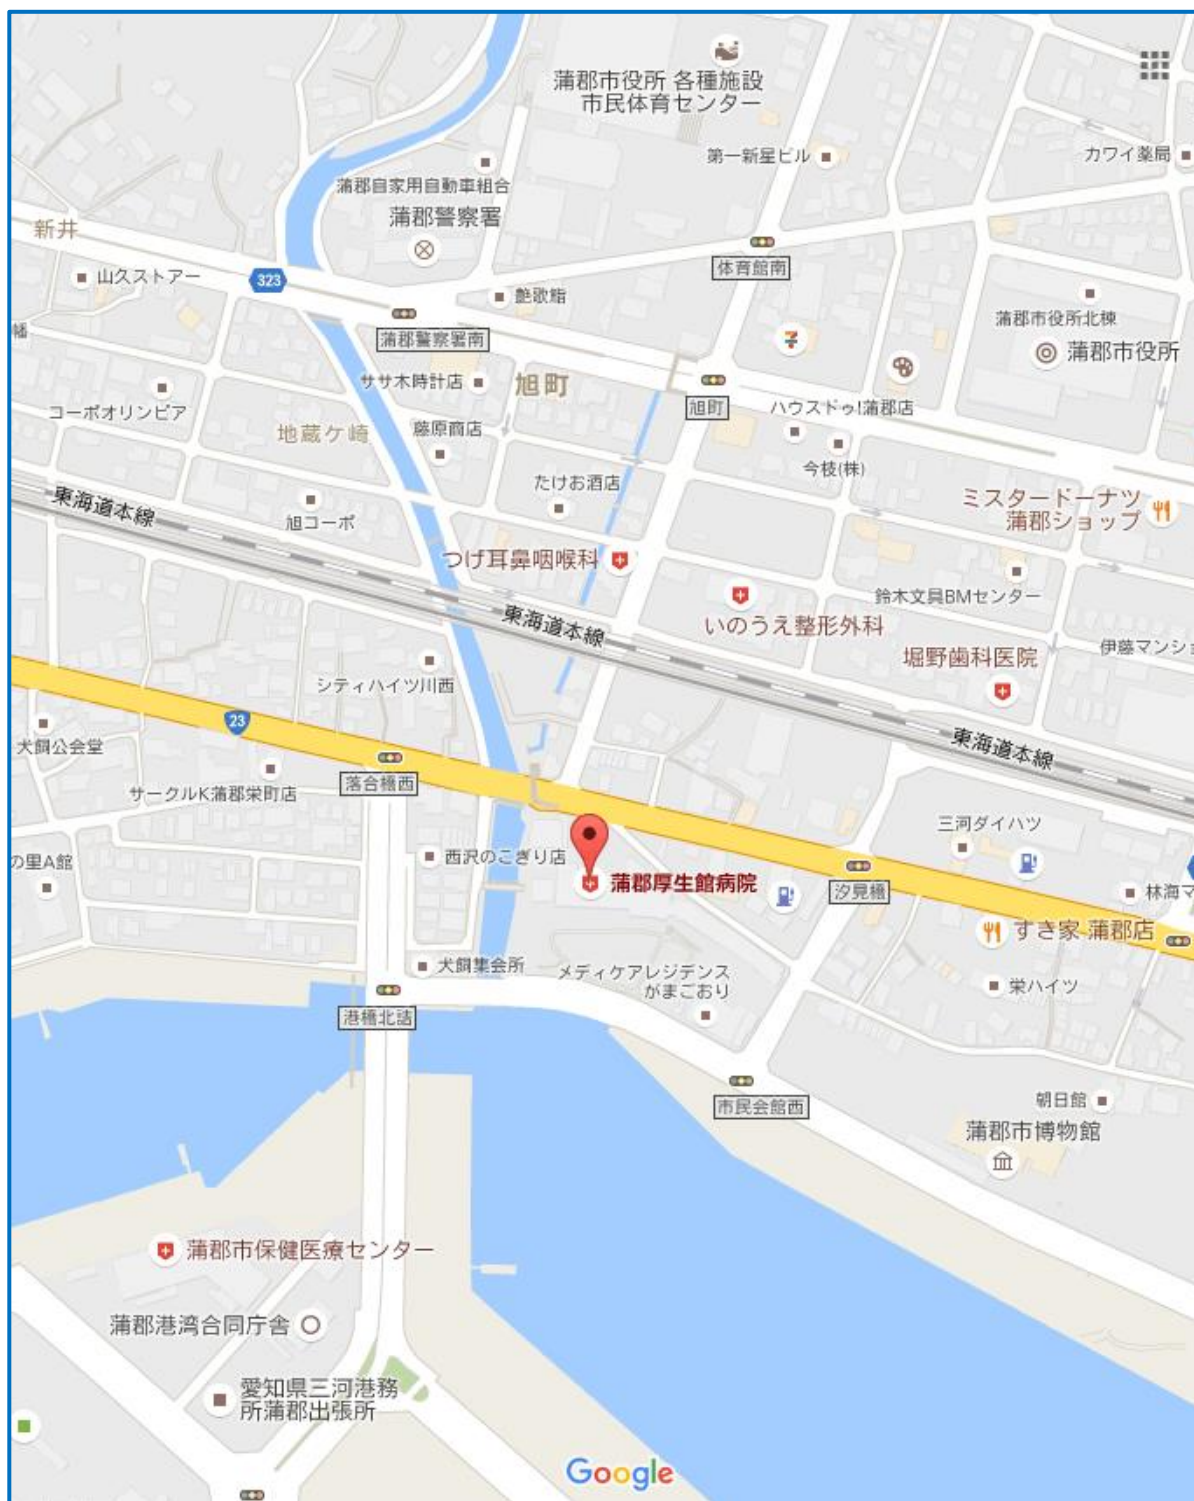 蒲郡市役所 各種施設
市民体育センター
第一新星ビル
カワイ薬局
蒲郡自家用自動車組合
蒲郡警察署
新井
体育館南
山久ストアー
323
艶歌鮨
蒲郡市役所北棟
幡
蒲郡警察署南
蒲郡市役所
ササ木時計店
旭町
旭町
ハウスドゥ!蒲郡店
コーポオリンピア
地蔵ケ崎
藤原商店
今枝(株)
たけお酒店
東海道本線
旭コーポ
ミスタードーナツ
蒲郡ショップ
つげ耳鼻咽喉科
鈴木文具BMセンター
東海道本線
いのうえ整形外科
伊藤マンショ
堀野歯科医院
シティハイツ川西
23
犬飼公会堂
東海道本線
落合橋西
サークルK蒲郡栄町店
三河ダイハツ
西沢のこぎり店
の里A館
蒲郡厚生館病院
汐見橋
林海マ
すき家 蒲郡店
犬飼集会所
メディケアレジデンス
がまごおり
栄ハイツ
港橋北詰
市民会館西
朝日館
蒲郡市博物館
蒲郡市保健医療センター
蒲郡港湾合同庁舎
愛知県三河港務
所蒲郡出張所
Google